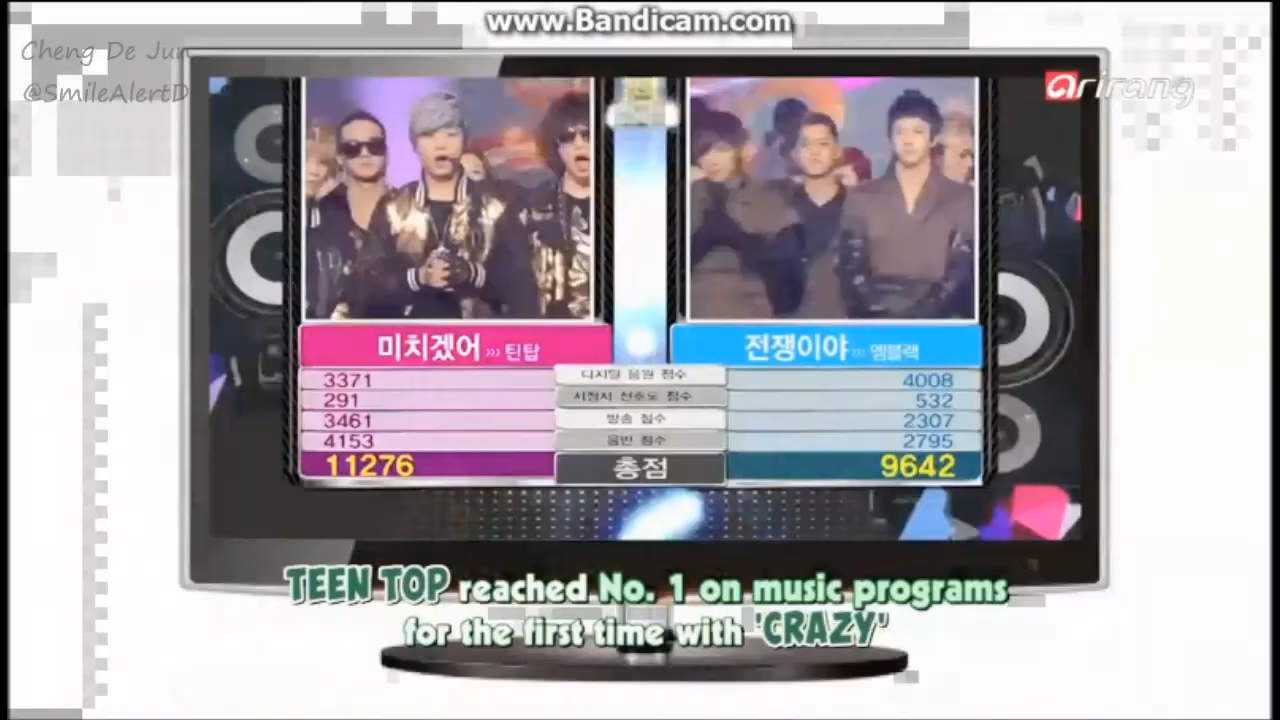 www.Bandicam.com
Cheng De Jun
@SmileAlertD
arirang
미치겠어 ››› 틴탑
전쟁이야 ››› 엠블랙
3371 디지털 음원 점수 4008
291 시청자 선호도 점수 532
3461 방송 점수 2307
4153 음반 점수 2795
11276 총점 9642
TEEN TOP reached No. 1 on music programs
for the first time with 'CRAZY'